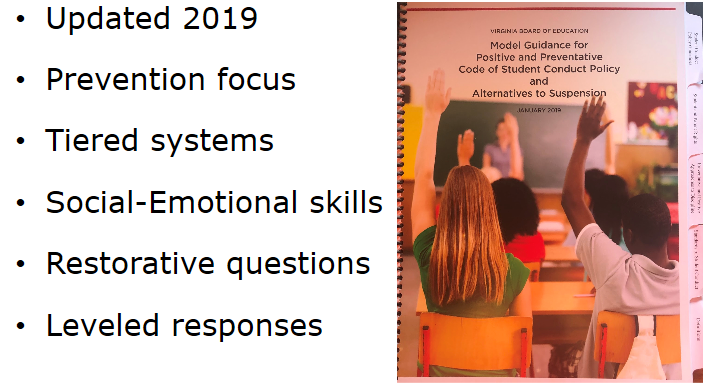 • Updated 2019
• Prevention focus
• Tiered systems
• Social-Emotional skills
• Restorative questions
• Leveled responses
VIRGINIA BOARD OF EDUCATION
Model Guidance for
Positive and Preventative
Code of Student Conduct Policy
and
Alternatives to Suspension
JANUARY 2019